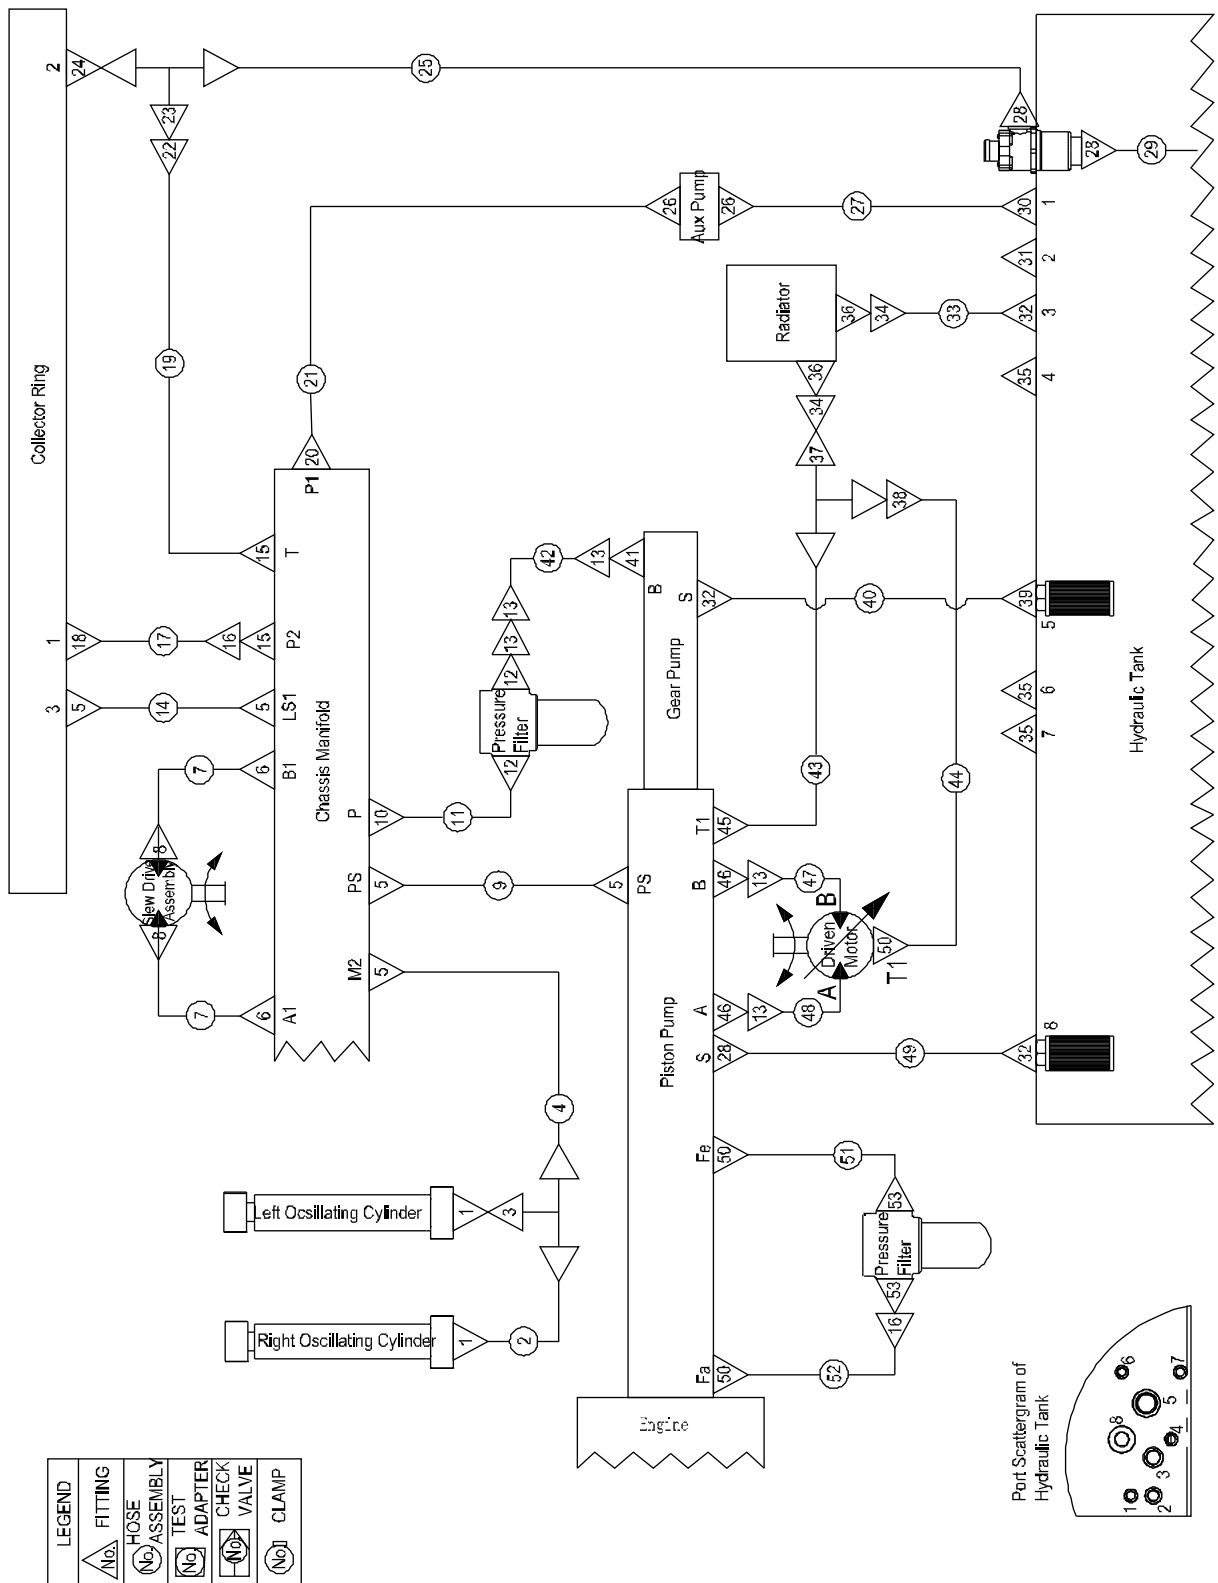 Collector Ring
2
24
1
18
3
5
25
23
22
19
28
28
29
26
Aux Pump
26
27
30
1
31
2
32
3
35
4
39
5
35
6
35
7
32
8
Hydraulic Tank
21
20
P1
15
T
17
16
15
P2
14
5
LS1
7
6
B1
8
Slew Drive
Assembly
8
7
6
A1
Chassis Manifold
P
10
PS
5
M2
5
11
12
Pressure
Filter
12
13
13
42
13
41
B
S
32
40
Gear Pump
Radiator
36
34
33
36
34
37
38
43
44
9
5
PS
T1
45
B
46
13
47
B
Driven
Motor
50
T1
A
A
46
13
48
S
28
49
Piston Pump
Fe
50
51
53
Pressure
Filter
53
16
52
Fa
50
Engine
4
1
3
Left Ocsillating Cylinder
Right Oscillating Cylinder
1
2
LEGEND
No. FITTING
No. HOSE
ASSEMBLY
No. TEST
ADAPTER
No. CHECK
VALVE
No. CLAMP
Port Scattergram of
Hydraulic Tank
1
2
3
4
5
6
7
8